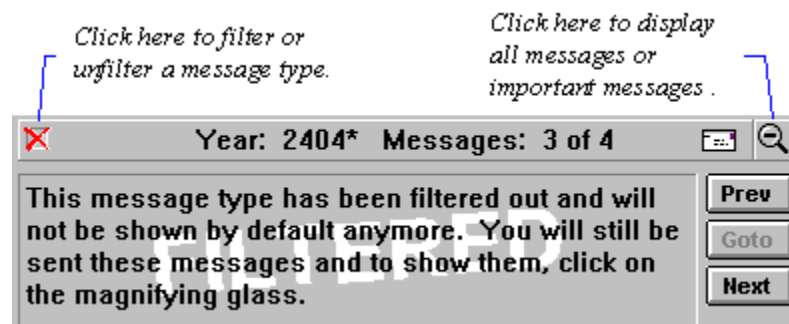 Click here to filter or
unfilter a message type.
Click here to display
all messages or
important messages .
Year: 2404* Messages: 3 of 4
This message type has been filtered out and will
not be shown by default anymore. You will still be
sent these messages and to show them, click on
the magnifying glass.
FILTERED
Prev
Goto
Next